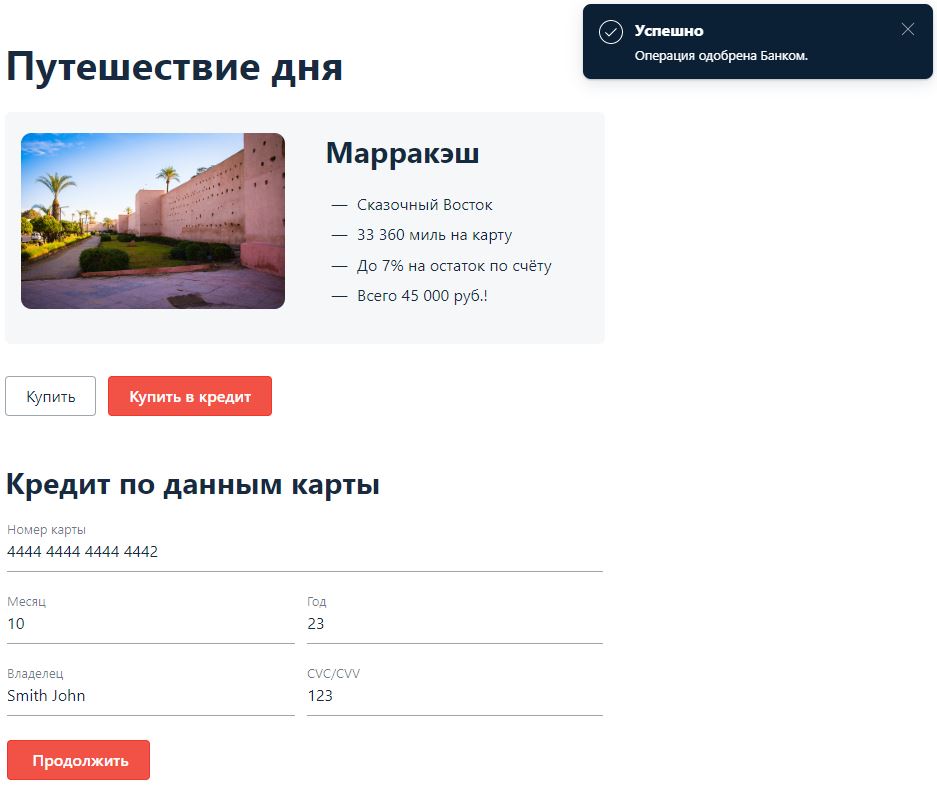 Успешно
Операция одобрена Банком.
Путешествие дня
Марракэш
— Сказочный Восток
— 33 360 миль на карту
— До 7% на остаток по счёту
— Всего 45 000 руб.!
Купить
Купить в кредит
Кредит по данным карты
Номер карты
4444 4444 4444 4442
Месяц
Год
10
23
Владелец
CVC/CVV
Smith John
123
Продолжить